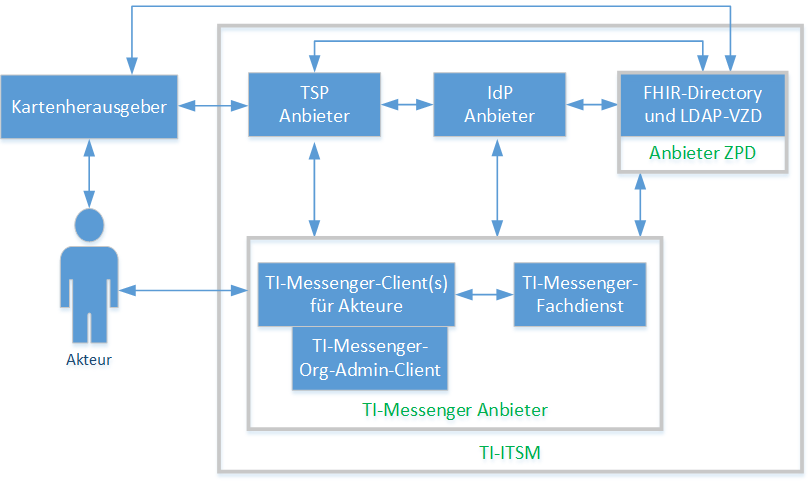 Kartenherausgeber
TSP
Anbieter
IdP
Anbieter
FHIR-Directory
und LDAP-VZD
Anbieter ZPD
Akteur
TI-Messenger-Client(s)
für Akteure
TI-Messenger-
Fachdienst
TI-Messenger-
Org-Admin-Client
TI-Messenger Anbieter
TI-ITSM